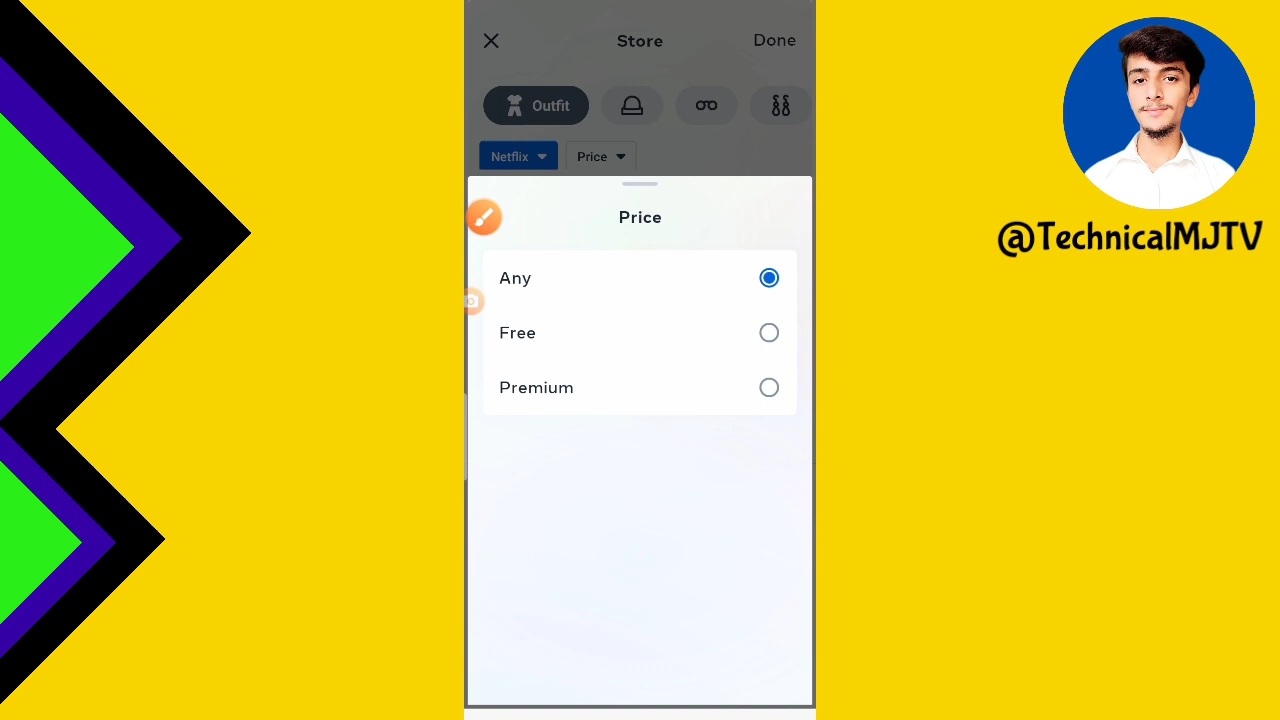 Store
Done
Outfit
Netflix
Price
Price
Any
Free
Premium
@TechnicalMJTV